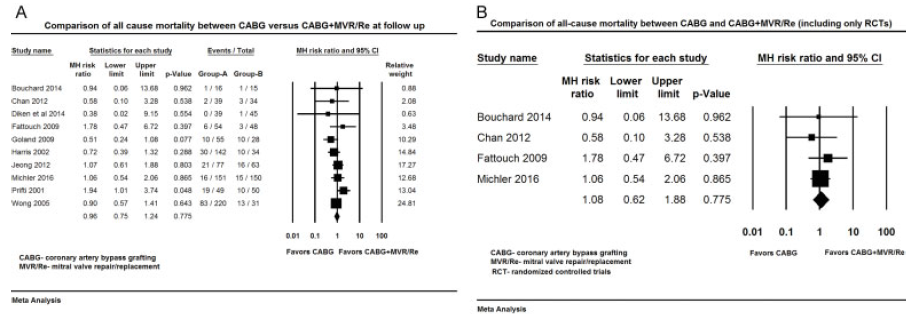 A
Comparison of all cause mortality between CABG versus CABG+MVR/Re at follow up
Study name Statistics for each study Events / Total MH risk ratio and 95% CI
MH risk ratio Lower limit Upper limit p-Value Group-A Group-B Relative weight
Bouchard 2014 0.94 0.06 13.68 0.962 1 / 16 1 / 15 0.88
Chan 2012 0.58 0.10 3.28 0.538 2 / 39 3 / 34 2.08
Diken et al 2014 0.38 0.02 9.15 0.554 0 / 39 1 / 45 0.63
Fattouch 2009 1.78 0.47 6.72 0.397 6 / 54 3 / 48 3.48
Goland 2009 0.51 0.24 1.08 0.077 10 / 55 10 / 28 10.29
Harris 2002 0.72 0.39 1.32 0.288 30 / 142 10 / 34 14.84
Jeong 2012 1.07 0.61 1.88 0.803 21 / 77 16 / 63 17.27
Michler 2016 1.06 0.54 2.06 0.865 16 / 151 15 / 150 12.68
Prifti 2001 1.94 1.01 3.74 0.048 19 / 49 10 / 50 13.04
Wong 2005 0.90 0.57 1.41 0.643 83 / 220 13 / 31 24.81
0.96 0.75 1.24 0.775
0.01 0.1 1 10 100
Favors CABG Favors CABG+MVR/Re
CABG- coronary artery bypass grafting
MVR/Re- mitral valve repair/replacement
Meta Analysis
B
Comparison of all-cause mortality between CABG and CABG+MVR/Re (including only RCTs)
Study name Statistics for each study MH risk ratio and 95% CI
MH risk ratio Lower limit Upper limit p-Value
Bouchard 2014 0.94 0.06 13.68 0.962
Chan 2012 0.58 0.10 3.28 0.538
Fattouch 2009 1.78 0.47 6.72 0.397
Michler 2016 1.06 0.54 2.06 0.865
1.08 0.62 1.88 0.775
0.01 0.1 1 10 100
Favors CABG Favors CABG+MVR/Re
CABG- coronary artery bypass grafting
MVR/Re- mitral valve repair/replacement
RCT- randomized controlled trials
Meta Analysis